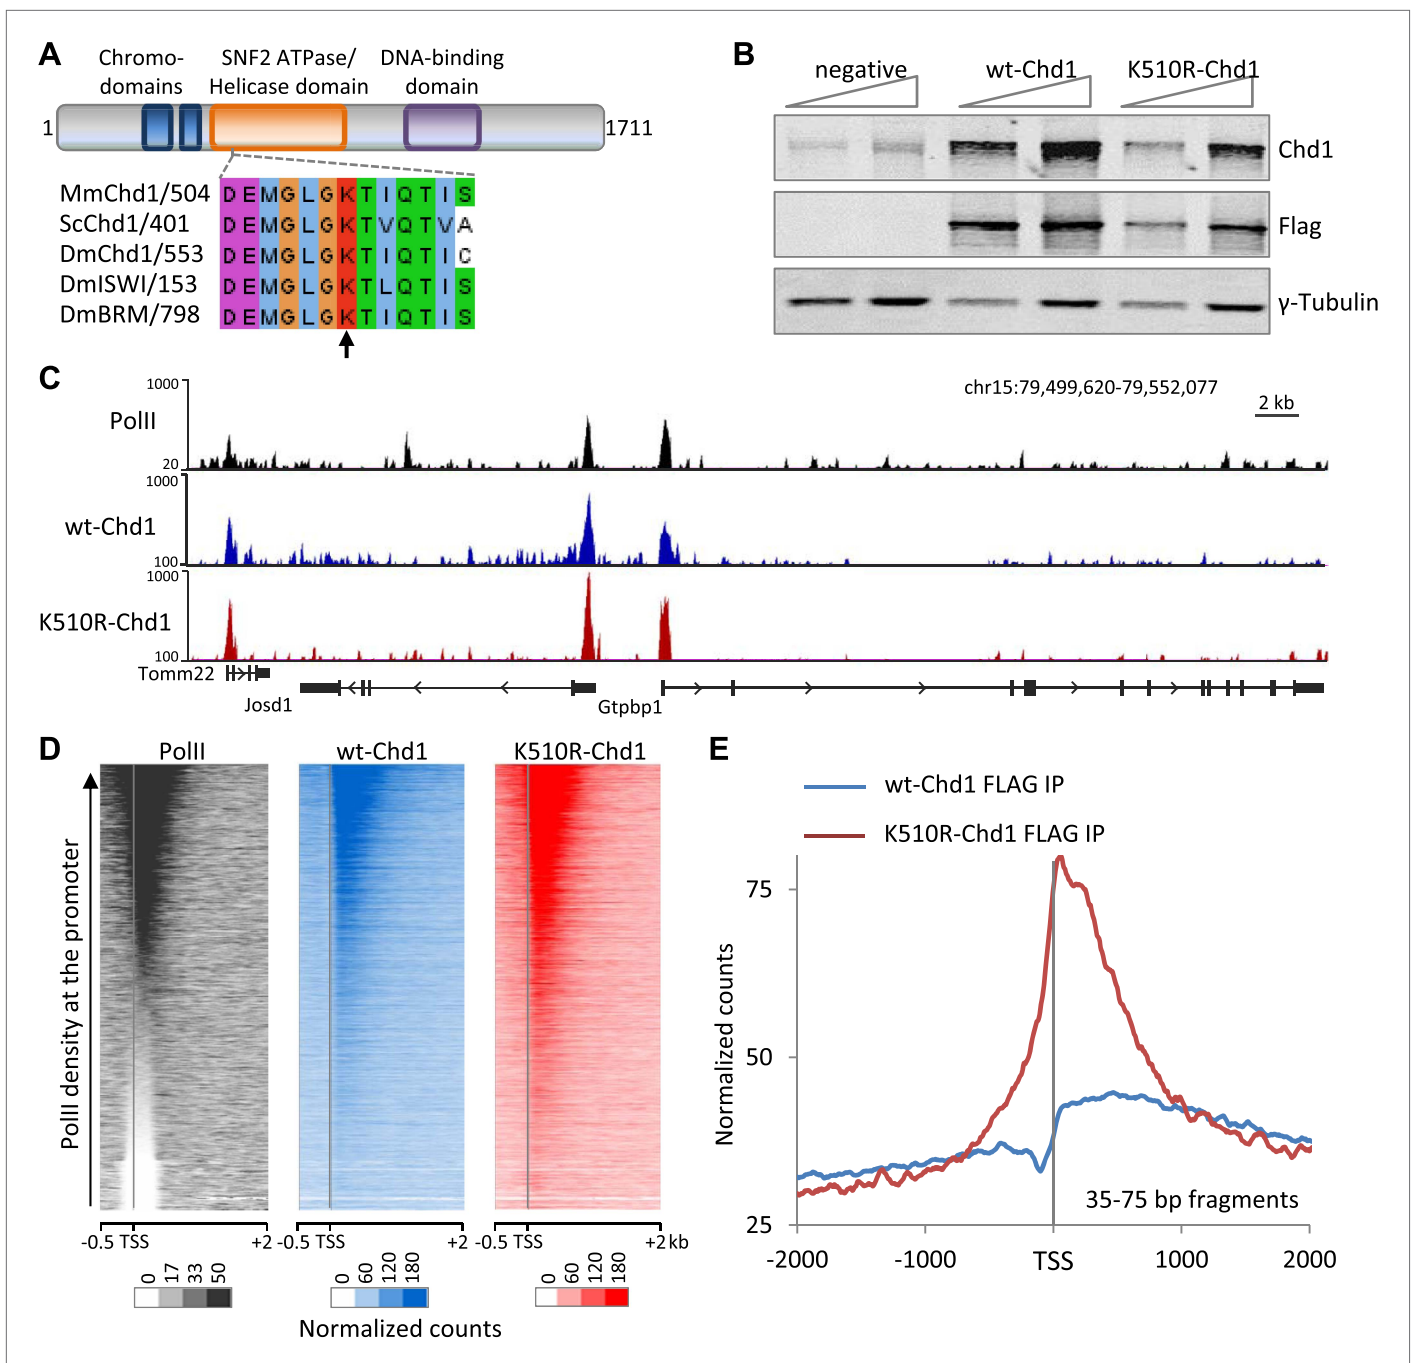 A
Chromo-
domains
SNF2 ATPase/
Helicase domain
DNA-binding
domain
1
1711
MmChd1/504 DEMGLGKTIQTIS
ScChd1/401 DEMGLGKTVQTVA
DmChd1/553 DEMGLGKTIQTIC
DmISWI/153 DEMGLGKTLQTIS
DmBRM/798 DEMGLGKTIQTIS
B
negative wt-Chd1 K510R-Chd1
Chd1
Flag
γ-Tubulin
C
chr15:79,499,620-79,552,077
2 kb
1000
PolII
20
1000
wt-Chd1
100
1000
K510R-Chd1
100
Tomm22
Josd1
Gtpbp1
D
PolII wt-Chd1 K510R-Chd1
PolII density at the promoter
-0.5 TSS +2 -0.5 TSS +2 -0.5 TSS +2 kb
0 17 33 50
0 60 120 180
0 60 120 180
Normalized counts
E
wt-Chd1 FLAG IP
K510R-Chd1 FLAG IP
Normalized counts
75
50
25
35-75 bp fragments
-2000 -1000 TSS 1000 2000